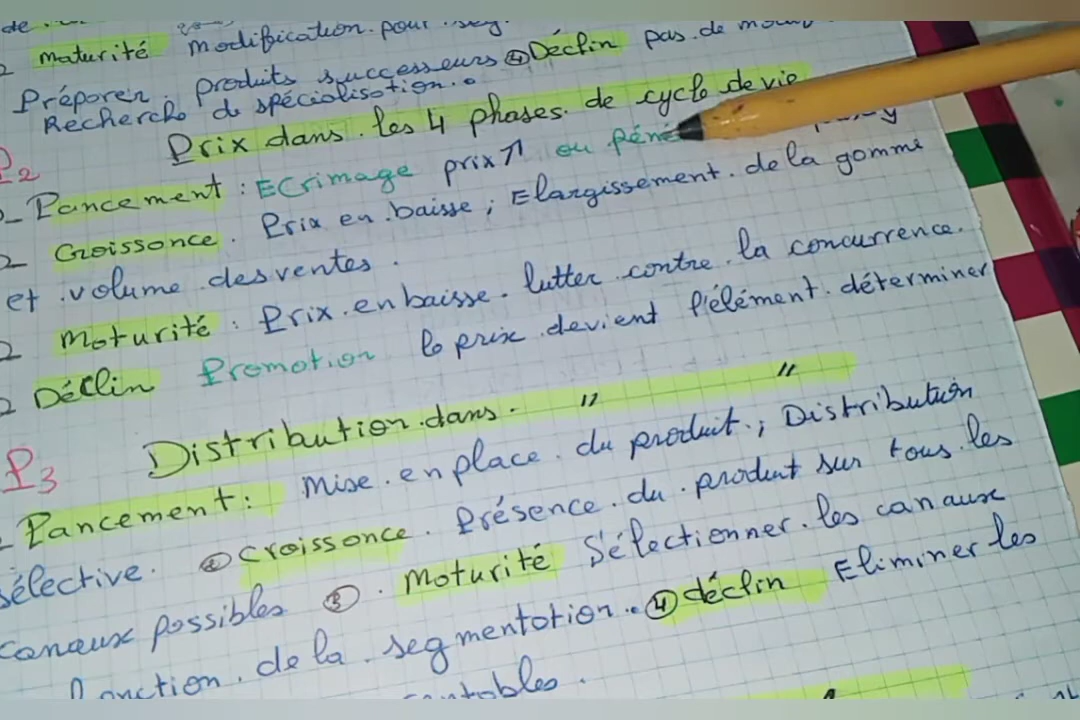 de
maturité modification pour seg
Préparer produits successeurs ④ Déclin pas de
Recherche de spécialisation.
Prix dans les 4 phases de cycle de vie
P2
Lancement : Ecrimage prix ↗ ou péné
Croissance. Prix en baisse ; Elargissement de la gamme
et volume des ventes.
Maturité : Prix en baisse. lutter contre la concurrence.
Déclin Promotion le prix devient l'élément déterminer
Distribution dans. " "
P3
Lancement : Mise en place du produit. ; Distribution
sélective. ② Croissance. Présence du produit sur tous les
Canaux possibles ③. Maturité Sélectionner les canaux
fonction de la segmentation. ④ déclin Eliminer les